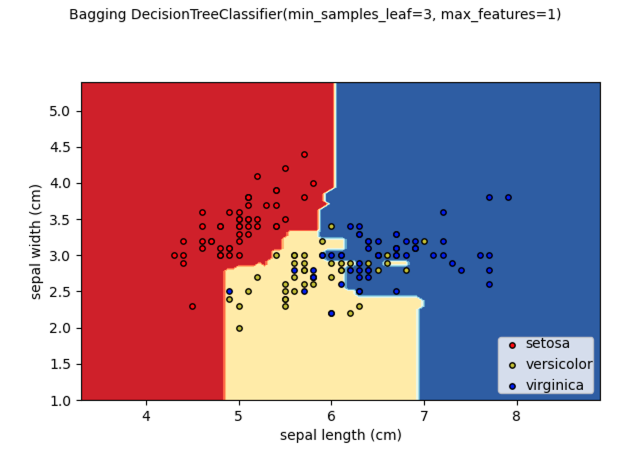 Bagging DecisionTreeClassifier(min_samples_leaf=3, max_features=1)
5.0
4.5
4.0
3.5
3.0
2.5
2.0
1.5
1.0
sepal width (cm)
setosa
versicolor
virginica
4 5 6 7 8
sepal length (cm)